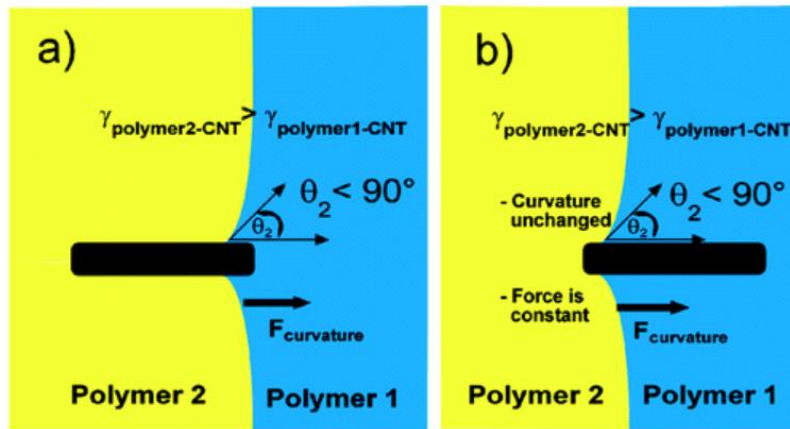 a)
γpolymer2-CNT > γpolymer1-CNT
θ2 < 90°
θ2
Fcurvature
Polymer 2 Polymer 1
b)
γpolymer2-CNT > γpolymer1-CNT
θ2 < 90°
- Curvature
unchanged
θ2
- Force is
constant
Fcurvature
Polymer 2 Polymer 1